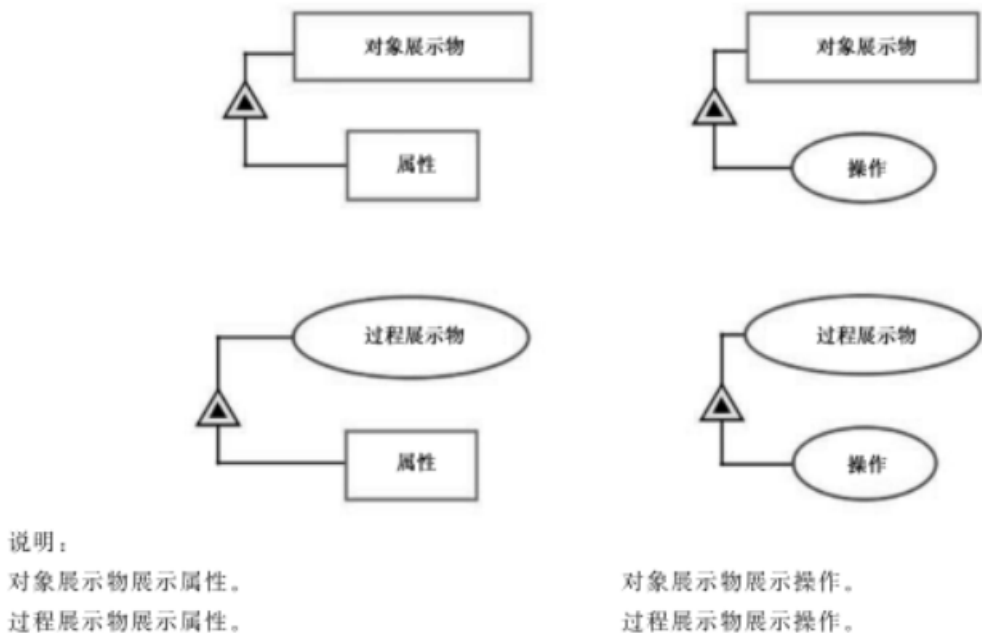 对象展示物
对象展示物
属性
操作
过程展示物
过程展示物
属性
操作
说明：
对象展示物展示属性。
对象展示物展示操作。
过程展示物展示属性。
过程展示物展示操作。